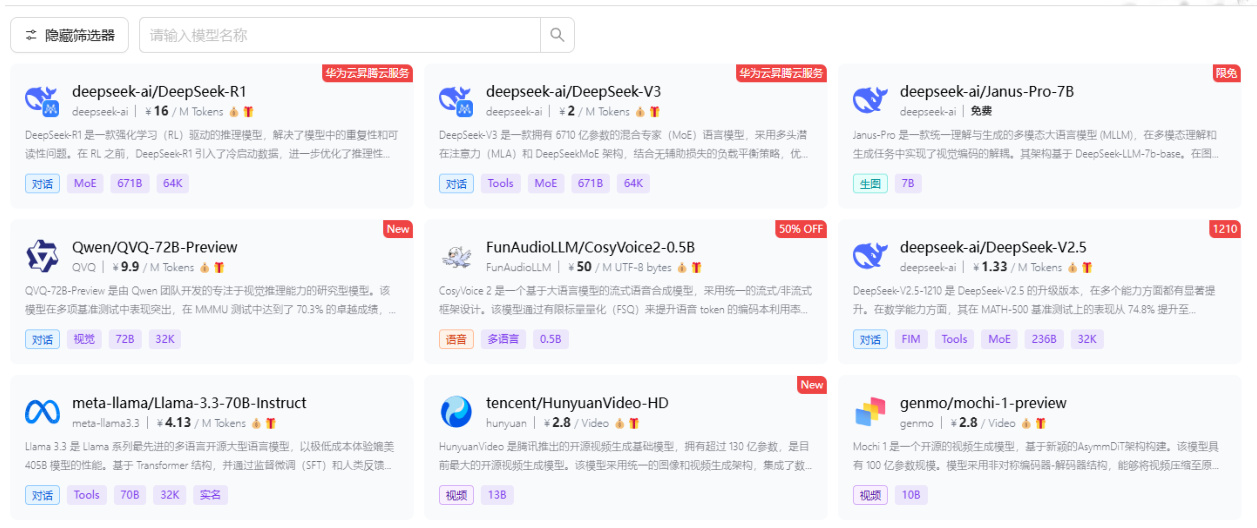 隐藏筛选器
请输入模型名称
华为云昇腾云服务
deepseek-ai/DeepSeek-R1
deepseek-ai | ¥ 16 / M Tokens
DeepSeek-R1 是一款强化学习（RL）驱动的推理模型，解决了模型中的重复性和可
读性问题。在 RL 之前，DeepSeek-R1 引入了冷启动数据，进一步优化了推理性...
对话 MoE 671B 64K
华为云昇腾云服务
deepseek-ai/DeepSeek-V3
deepseek-ai | ¥ 2 / M Tokens
DeepSeek-V3 是一款拥有 6710 亿参数的混合专家（MoE）语言模型，采用多头潜
在注意力（MLA）和 DeepSeekMoE 架构，结合无辅助损失的负载平衡策略，优...
对话 Tools MoE 671B 64K
限免
deepseek-ai/Janus-Pro-7B
deepseek-ai | 免费
Janus-Pro 是一款统一理解与生成的多模态大语言模型 (MLLM)，在多模态理解和
生成任务中实现了视觉编码的解耦。其架构基于 DeepSeek-LLM-7b-base。在图...
生图 7B
New
Qwen/QVQ-72B-Preview
QVQ | ¥ 9.9 / M Tokens
QVQ-72B-Preview 是由 Qwen 团队开发的专注于视觉推理能力的研究型模型。该
模型在多项基准测试中表现突出，在 MMMU 测试中达到了 70.3% 的卓越成绩，...
对话 视觉 72B 32K
50% OFF
FunAudioLLM/CosyVoice2-0.5B
FunAudioLLM | ¥ 50 / M UTF-8 bytes
CosyVoice 2 是一个基于大语言模型的流式语音合成模型，采用统一的流式/非流式
框架设计。该模型通过有限标量量化（FSQ）来提升语音 token 的编码本利用率...
语音 多语言 0.5B
1210
deepseek-ai/DeepSeek-V2.5
deepseek-ai | ¥ 1.33 / M Tokens
DeepSeek-V2.5-1210 是 DeepSeek-V2.5 的升级版本，在多个能力方面都有显著提
升。在数学能力方面，其在 MATH-500 基准测试上的表现从 74.8% 提升至...
对话 FIM Tools MoE 236B 32K
meta-llama/Llama-3.3-70B-Instruct
meta-llama3.3 | ¥ 4.13 / M Tokens
Llama 3.3 是 Llama 系列最先进的多语言开源大型语言模型，以极低成本体验媲美
405B 模型的性能。基于 Transformer 结构，并通过监督微调（SFT）和人类反馈...
对话 Tools 70B 32K 实名
New
tencent/HunyuanVideo-HD
hunyuan | ¥ 2.8 / Video
HunyuanVideo 是腾讯推出的开源视频生成基础模型，拥有超过 130 亿参数，是目
前最大的开源视频生成模型。该模型采用统一的图像和视频生成架构，集成了数...
视频 13B
genmo/mochi-1-preview
genmo | ¥ 2.8 / Video
Mochi 1 是一个开源的视频生成模型，基于新颖的AsymmDiT架构构建。该模型具
有 100 亿参数规模。模型采用非对称编码器-解码器结构，能够将视频压缩至原...
视频 10B